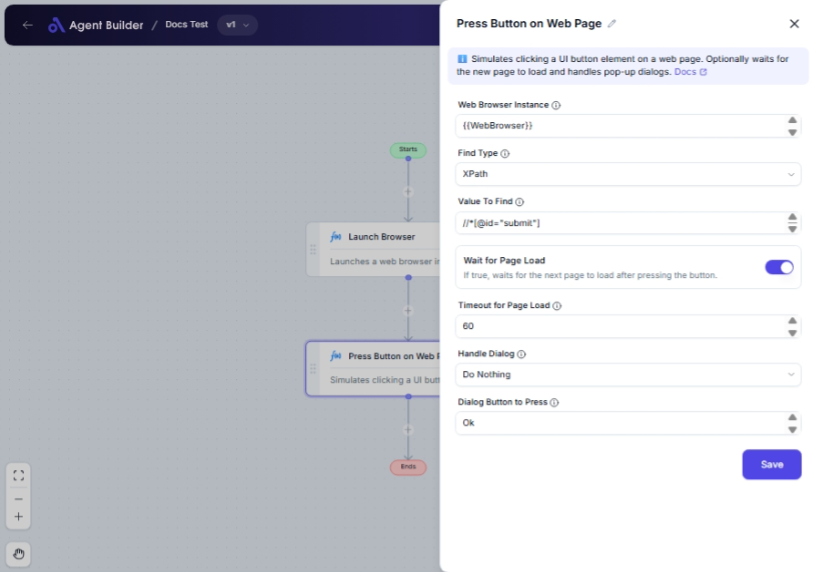 Agent Builder / Docs Test v1
Starts
Launch Browser
Launches a web browser in
Press Button on Web P
Simulates clicking a UI butt
Ends
Press Button on Web Page
Simulates clicking a UI button element on a web page. Optionally waits for
the new page to load and handles pop-up dialogs. Docs
Web Browser Instance
{{WebBrowser}}
Find Type
XPath
Value To Find
//*[@id="submit"]
Wait for Page Load
If true, waits for the next page to load after pressing the button.
Timeout for Page Load
60
Handle Dialog
Do Nothing
Dialog Button to Press
Ok
Save